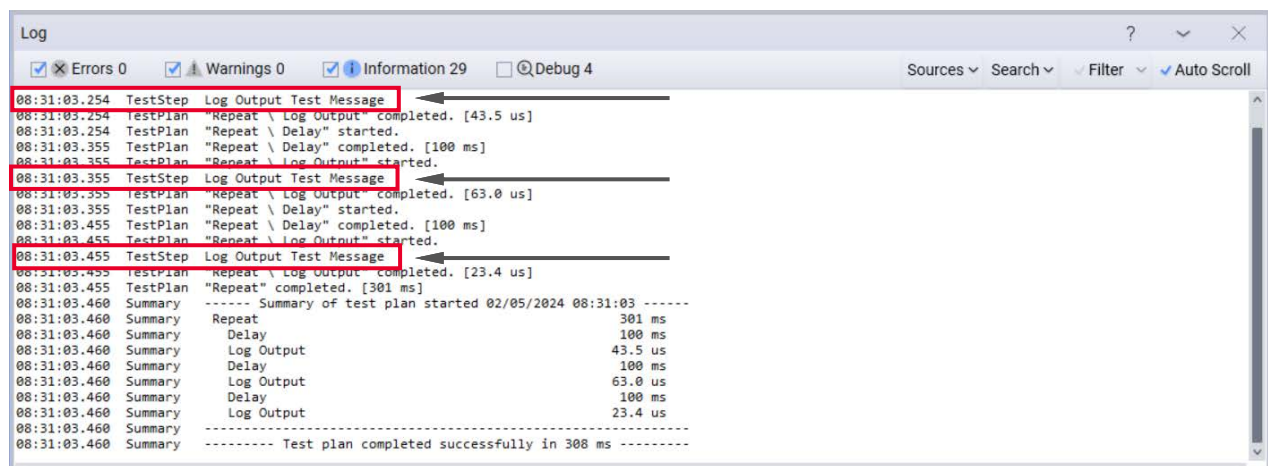 Log ?
Errors 0 Warnings 0 Information 29 Debug 4 Sources Search Filter Auto Scroll
08:31:03.254 TestStep Log Output Test Message
08:31:03.254 TestPlan "Repeat \ Log Output" completed. [43.5 us]
08:31:03.254 TestPlan "Repeat \ Delay" started.
08:31:03.355 TestPlan "Repeat \ Delay" completed. [100 ms]
08:31:03.355 TestPlan "Repeat \ Log Output" started.
08:31:03.355 TestStep Log Output Test Message
08:31:03.355 TestPlan "Repeat \ Log Output" completed. [63.0 us]
08:31:03.355 TestPlan "Repeat \ Delay" started.
08:31:03.455 TestPlan "Repeat \ Delay" completed. [100 ms]
08:31:03.455 TestPlan "Repeat \ Log Output" started.
08:31:03.455 TestStep Log Output Test Message
08:31:03.455 TestPlan "Repeat \ Log Output" completed. [23.4 us]
08:31:03.455 TestPlan "Repeat" completed. [301 ms]
08:31:03.460 Summary ------ Summary of test plan started 02/05/2024 08:31:03 ------
08:31:03.460 Summary Repeat 301 ms
08:31:03.460 Summary Delay 100 ms
08:31:03.460 Summary Log Output 43.5 us
08:31:03.460 Summary Delay 100 ms
08:31:03.460 Summary Log Output 63.0 us
08:31:03.460 Summary Delay 100 ms
08:31:03.460 Summary Log Output 23.4 us
08:31:03.460 Summary --------------------------------------------------------------
08:31:03.460 Summary --------- Test plan completed successfully in 308 ms ---------